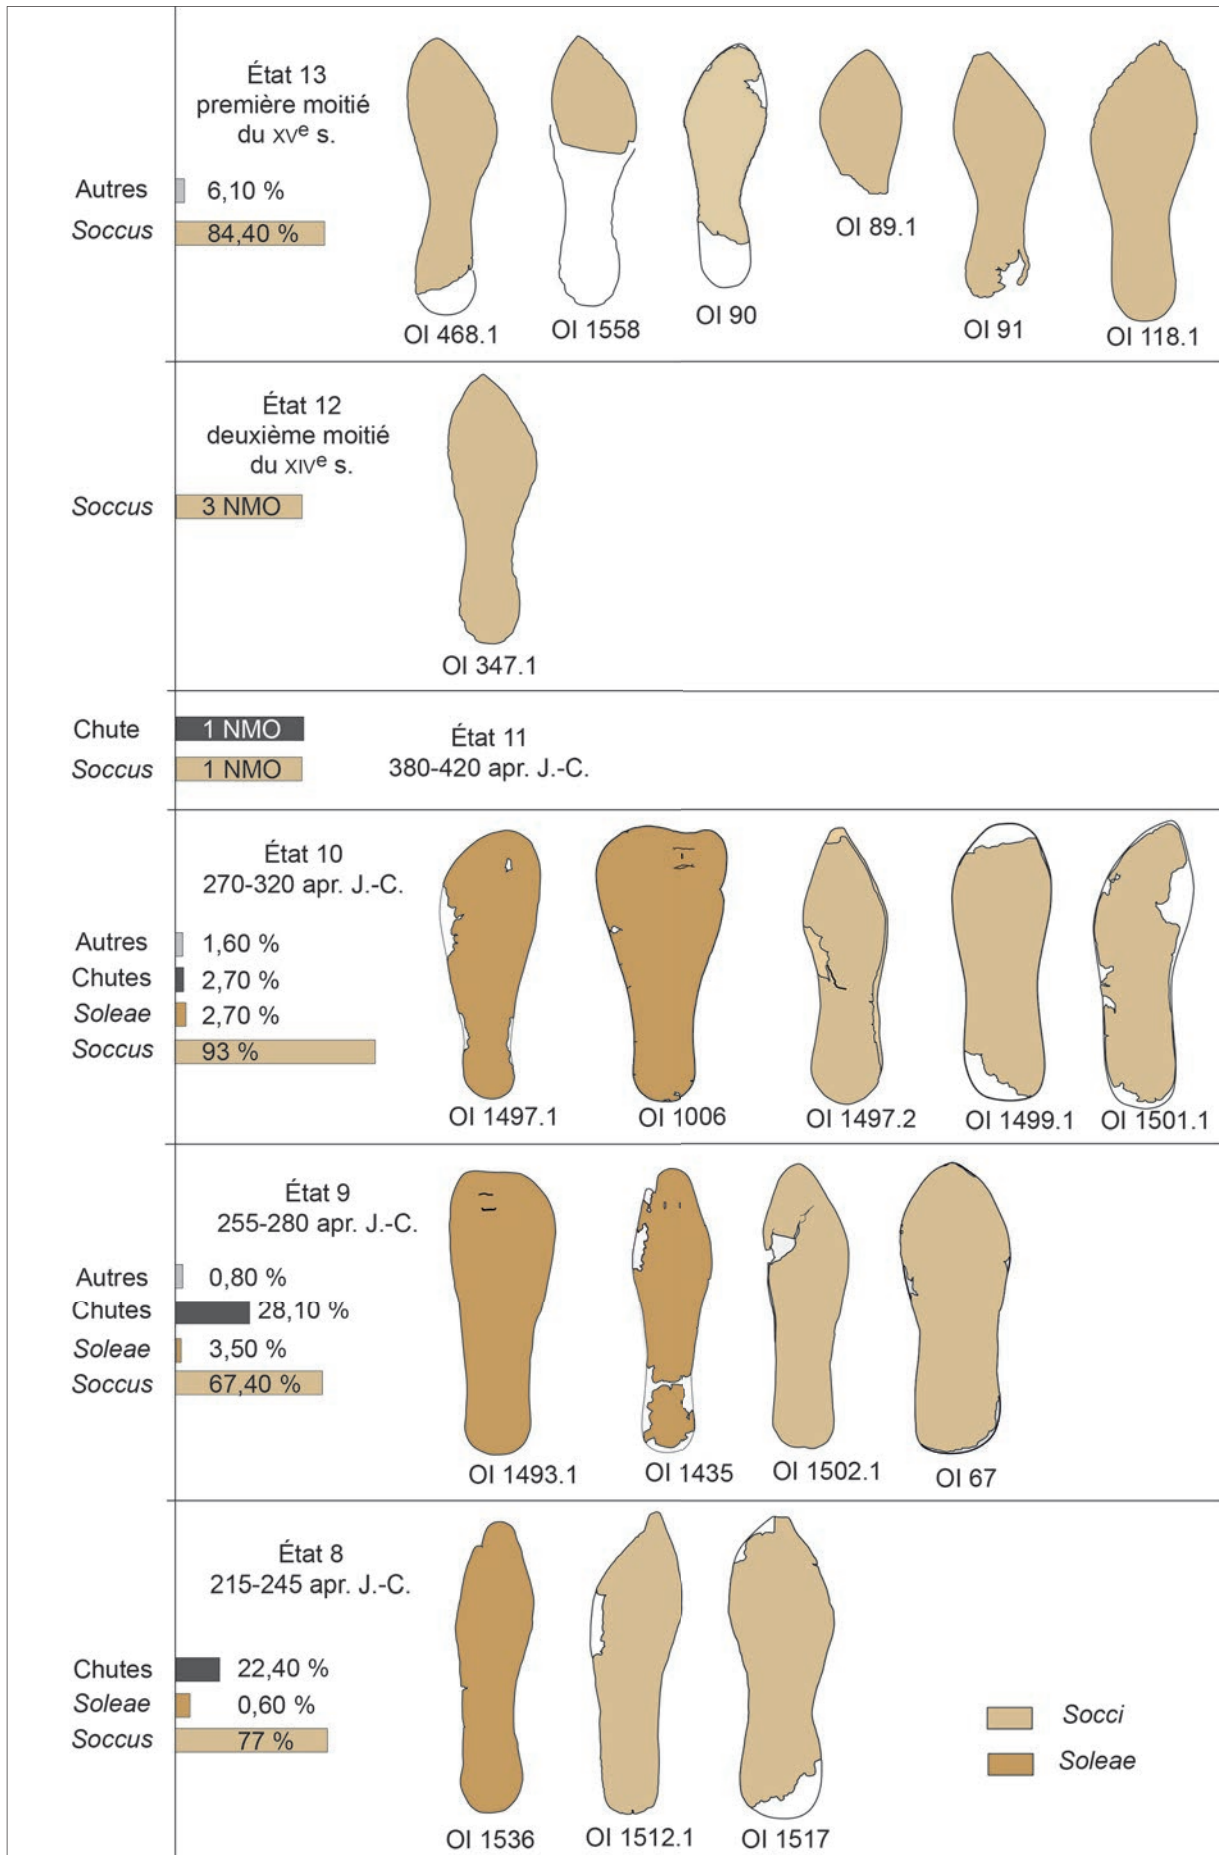 État 13
première moitié
du XVe s.
Autres 6,10 %
Soccus 84,40 %
OI 468.1
OI 1558
OI 90
OI 89.1
OI 91
OI 118.1
État 12
deuxième moitié
du XIVe s.
Soccus 3 NMO
OI 347.1
Chute 1 NMO
Soccus 1 NMO
État 11
380-420 apr. J.-C.
État 10
270-320 apr. J.-C.
Autres 1,60 %
Chutes 2,70 %
Soleae 2,70 %
Soccus 93 %
OI 1497.1
OI 1006
OI 1497.2
OI 1499.1
OI 1501.1
État 9
255-280 apr. J.-C.
Autres 0,80 %
Chutes 28,10 %
Soleae 3,50 %
Soccus 67,40 %
OI 1493.1
OI 1435
OI 1502.1
OI 67
État 8
215-245 apr. J.-C.
Chutes 22,40 %
Soleae 0,60 %
Soccus 77 %
OI 1536
OI 1512.1
OI 1517
Socci
Soleae